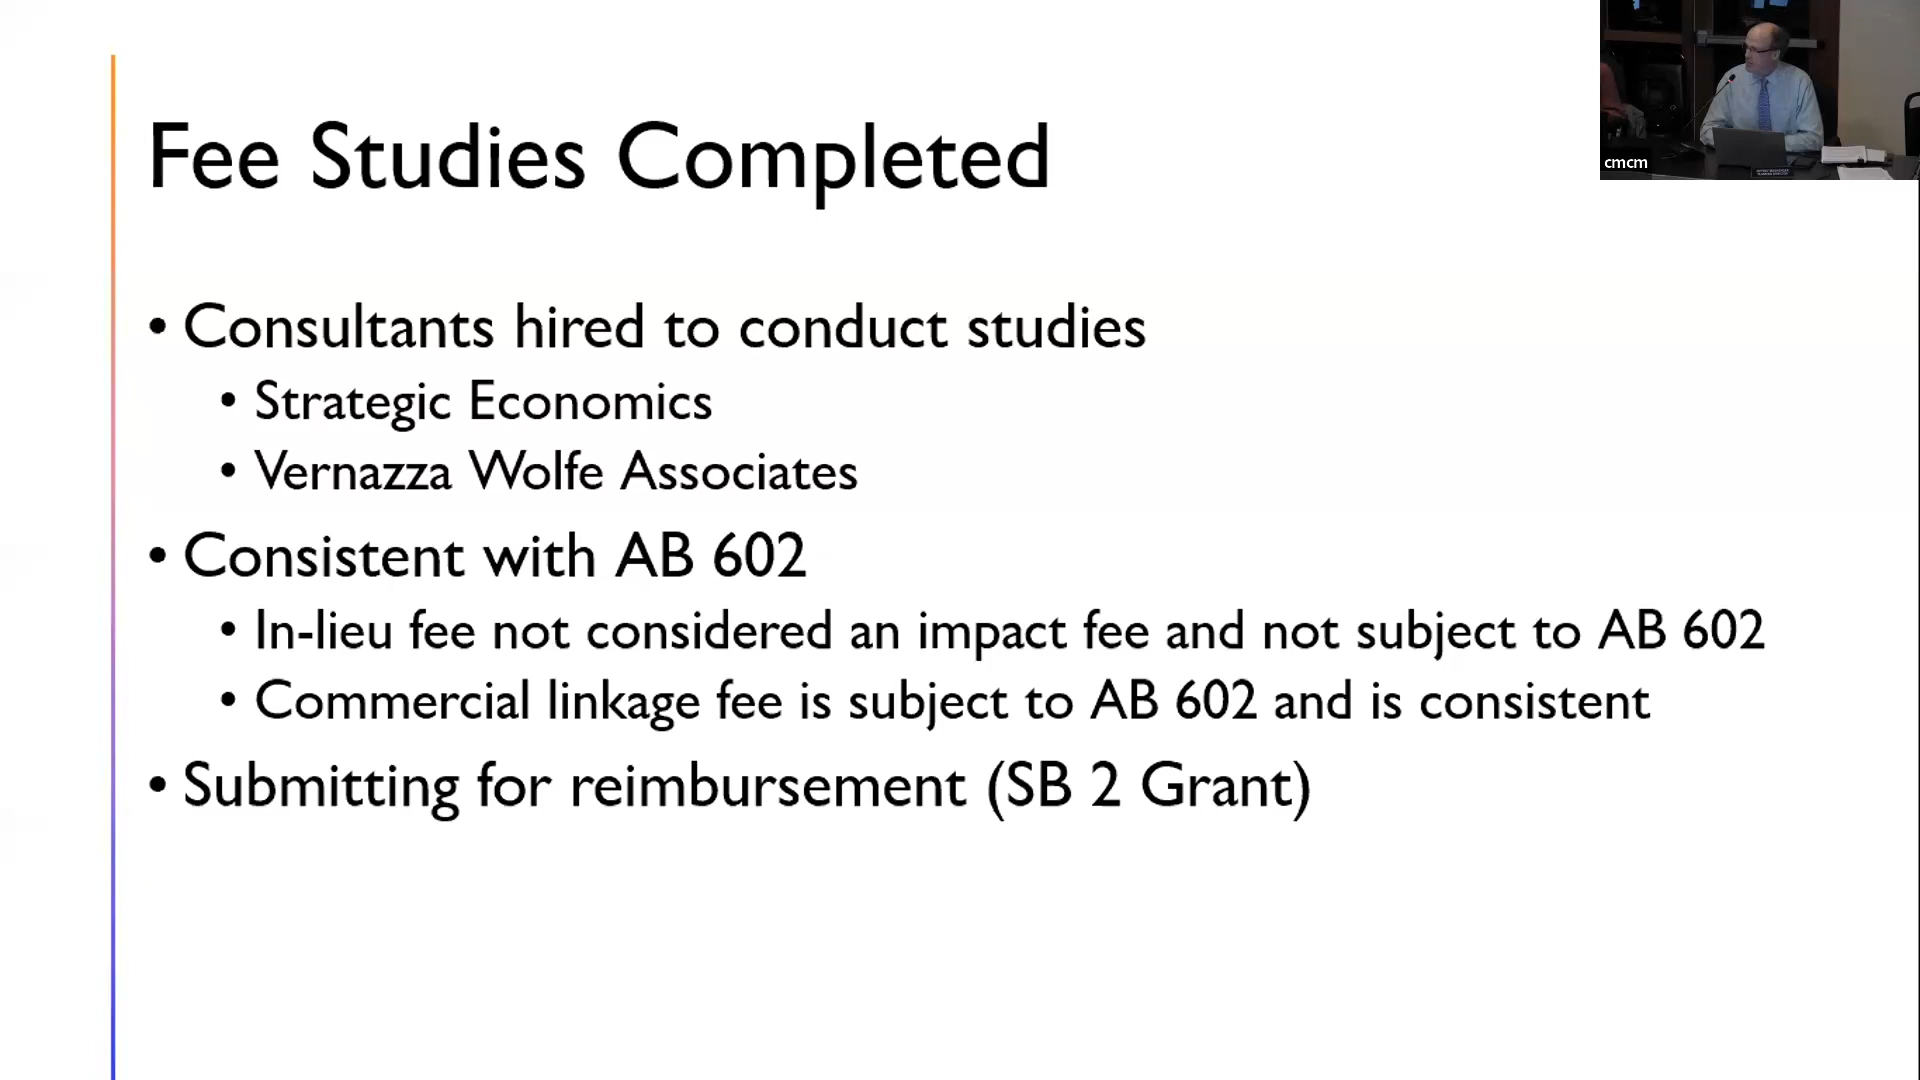 Fee Studies Completed
cmcm
• Consultants hired to conduct studies
• Strategic Economics
• Vernazza Wolfe Associates
• Consistent with AB 602
• In-lieu fee not considered an impact fee and not subject to AB 602
• Commercial linkage fee is subject to AB 602 and is consistent
• Submitting for reimbursement (SB 2 Grant)